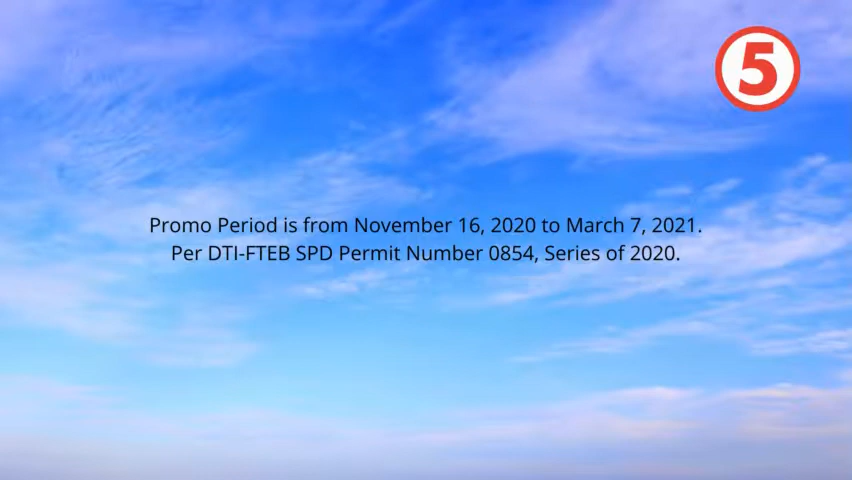 5
Promo Period is from November 16, 2020 to March 7, 2021.
Per DTI-FTEB SPD Permit Number 0854, Series of 2020.